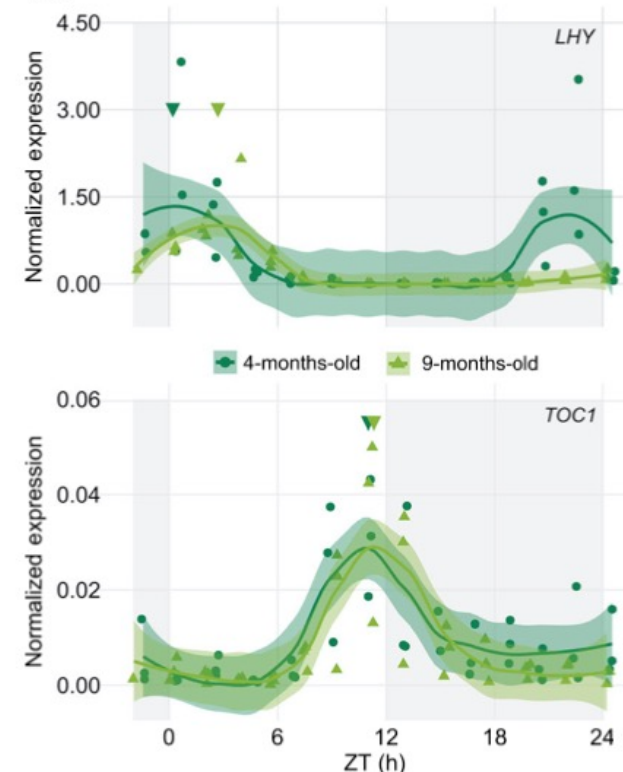 4.50
LHY
3.00
1.50
0.00
Normalized expression
4-months-old 9-months-old
0.06
TOC1
0.04
0.02
0.00
Normalized expression
0 6 12 18 24
ZT (h)